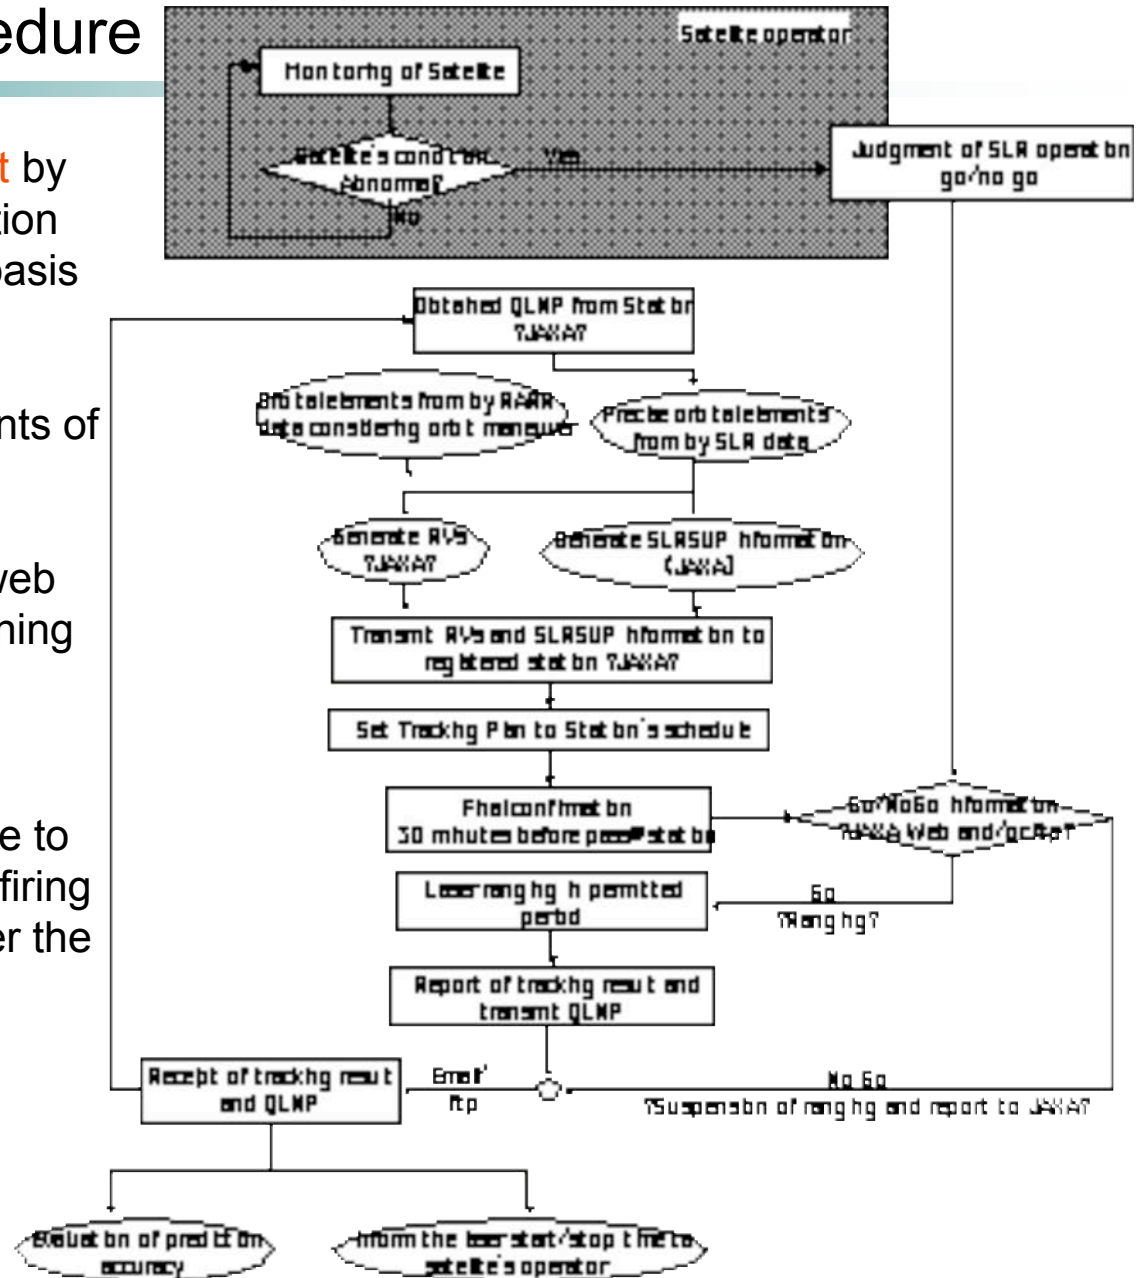 edure
t by
tion
basis
nts of
web
ning
e to
firing
er the
Satellite operator
Monitoring of Satellite
Satellite's condition
Abnormal?
Yes
No
Judgment of SLR operation
go/no go
Obtained QLNP from Station
?JAXA?
Orbital elements from by RARR
data considering orbit maneuver
Precise orbital elements
from by SLR data
Generate RVs
?JAXA?
Generate SLRSUP information
(JAXA)
Transmit RVs and SLRSUP information to
registered station ?JAXA?
Set Tracking Plan to Station's schedule
Final confirmation
30 minutes before pass
Go/NoGo information
?JAXA Web and/or ftp?
Laser ranging in permitted
period
Go
?Ranging?
Report of tracking result and
transmit QLNP
Receipt of tracking result
and QLNP
Email/
ftp
No Go
?Suspension of ranging and report to JAXA?
Evaluation of prediction
accuracy
Inform the laser start/stop time to
satellite's operator